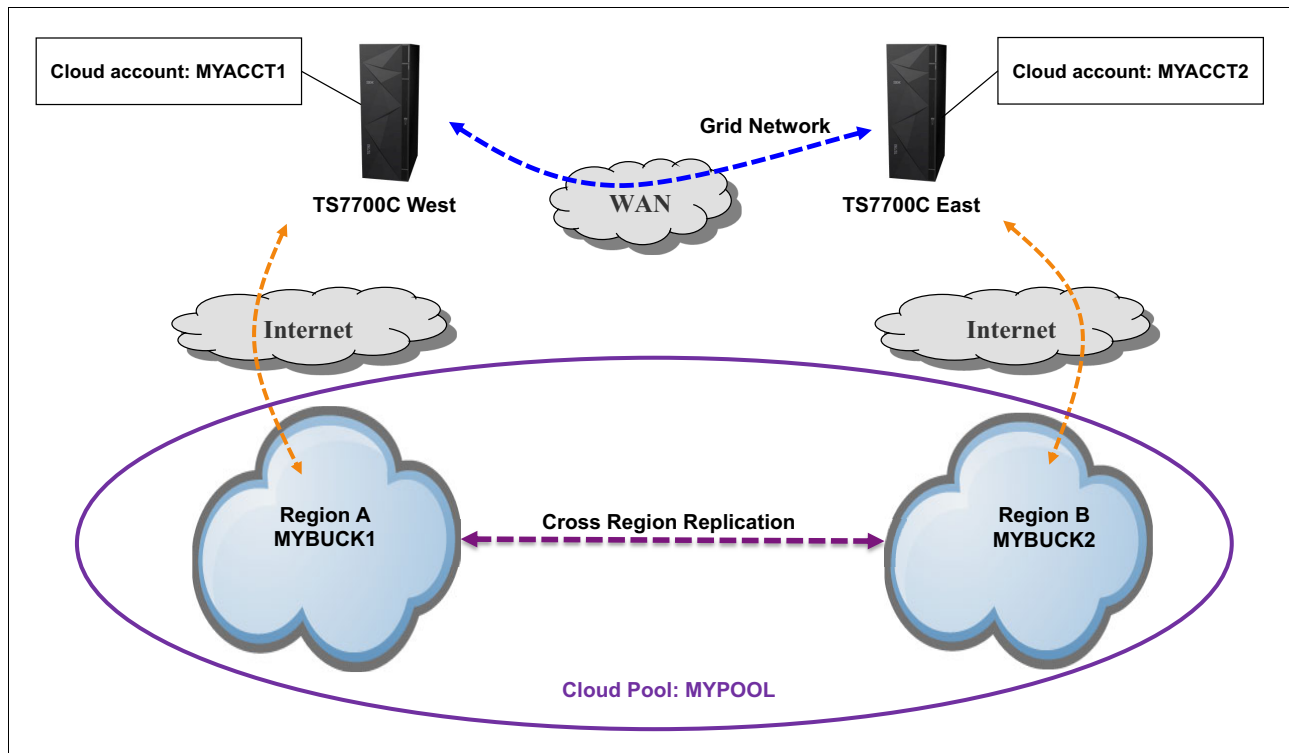 Cloud account: MYACCT1
Cloud account: MYACCT2
Grid Network
WAN
TS7700C West
TS7700C East
Internet
Internet
Region A
MYBUCK1
Cross Region Replication
Region B
MYBUCK2
Cloud Pool: MYPOOL